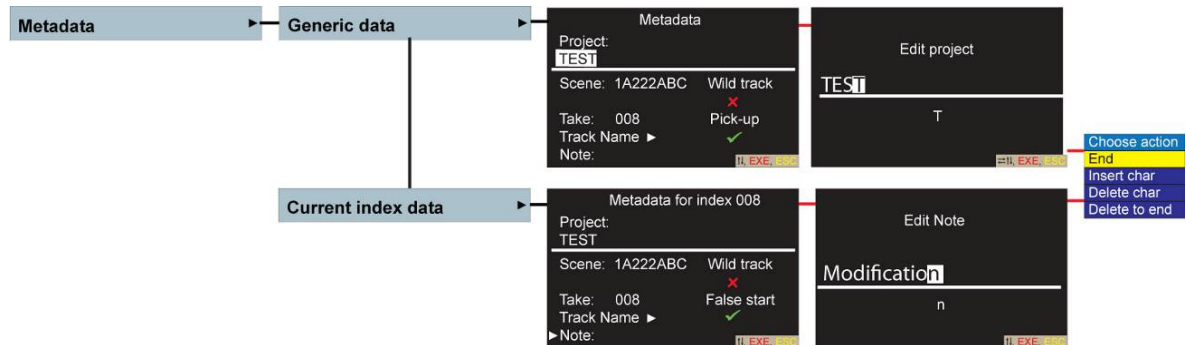 Metadata
Generic data
Metadata
Project:
TEST
Scene: 1A222ABC Wild track
Take: 008 Pick-up
Track Name ►
Note:
⇅, EXE, ESC
Edit project
TEST
T
⇄⇅, EXE, ESC
Choose action
End
Insert char
Delete char
Delete to end
Current index data
Metadata for index 008
Project:
TEST
Scene: 1A222ABC Wild track
Take: 008 False start
Track Name ►
►Note:
⇅, EXE, ESC
Edit Note
Modification
n
⇅, EXE, ESC